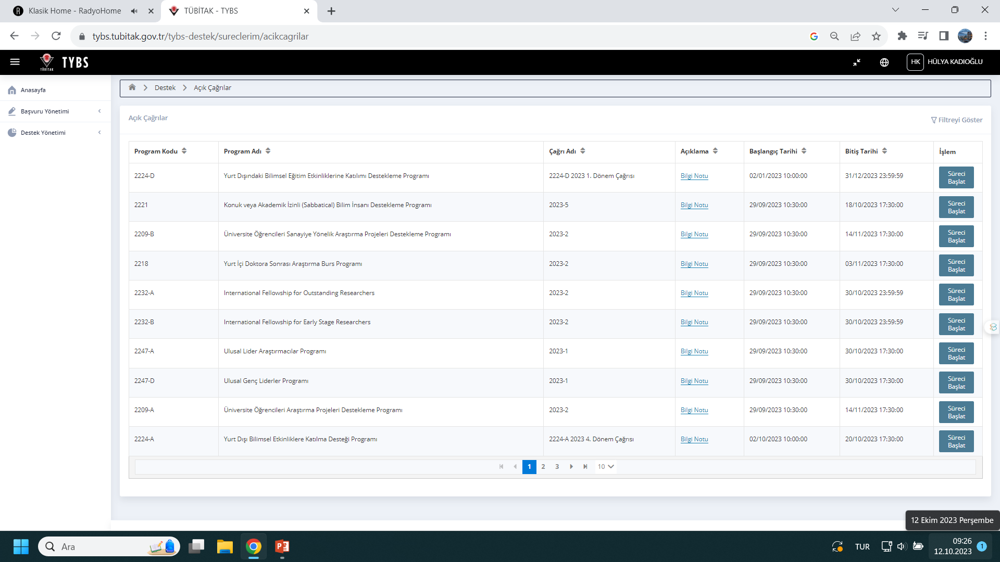 Klasik Home - RadyoHome
TÜBİTAK - TYBS
tybs.tubitak.gov.tr/tybs-destek/sureclerim/acikcagrilar
TÜBİTAK
TYBS
HK HÜLYA KADIOĞLU
Anasayfa
Başvuru Yönetimi
Destek Yönetimi
Destek > Açık Çağrılar
Açık Çağrılar
Filtreyi Göster
Program Kodu Program Adı Çağrı Adı Açıklama Başlangıç Tarihi Bitiş Tarihi İşlem
2224-D Yurt Dışındaki Bilimsel Eğitim Etkinliklerine Katılımı Destekleme Programı 2224-D 2023 1. Dönem Çağrısı Bilgi Notu 02/01/2023 10:00:00 31/12/2023 23:59:59 Süreci Başlat
2221 Konuk veya Akademik İzinli (Sabbatical) Bilim İnsanı Destekleme Programı 2023-5 Bilgi Notu 29/09/2023 10:30:00 18/10/2023 17:30:00 Süreci Başlat
2209-B Üniversite Öğrencileri Sanayiye Yönelik Araştırma Projeleri Destekleme Programı 2023-2 Bilgi Notu 29/09/2023 10:30:00 14/11/2023 17:30:00 Süreci Başlat
2218 Yurt İçi Doktora Sonrası Araştırma Burs Programı 2023-2 Bilgi Notu 29/09/2023 10:30:00 03/11/2023 17:30:00 Süreci Başlat
2232-A International Fellowship for Outstanding Researchers 2023-2 Bilgi Notu 29/09/2023 10:30:00 30/10/2023 23:59:59 Süreci Başlat
2232-B International Fellowship for Early Stage Researchers 2023-2 Bilgi Notu 29/09/2023 10:30:00 30/10/2023 23:59:59 Süreci Başlat
2247-A Ulusal Lider Araştırmacılar Programı 2023-1 Bilgi Notu 29/09/2023 10:30:00 30/10/2023 17:30:00 Süreci Başlat
2247-D Ulusal Genç Liderler Programı 2023-1 Bilgi Notu 29/09/2023 10:30:00 30/10/2023 17:30:00 Süreci Başlat
2209-A Üniversite Öğrencileri Araştırma Projeleri Destekleme Programı 2023-2 Bilgi Notu 29/09/2023 10:30:00 14/11/2023 17:30:00 Süreci Başlat
2224-A Yurt Dışı Bilimsel Etkinliklere Katılma Desteği Programı 2224-A 2023 4. Dönem Çağrısı Bilgi Notu 02/10/2023 10:00:00 20/10/2023 17:30:00 Süreci Başlat
1 2 3 10
12 Ekim 2023 Perşembe
Ara
TUR
09:26
12.10.2023
1